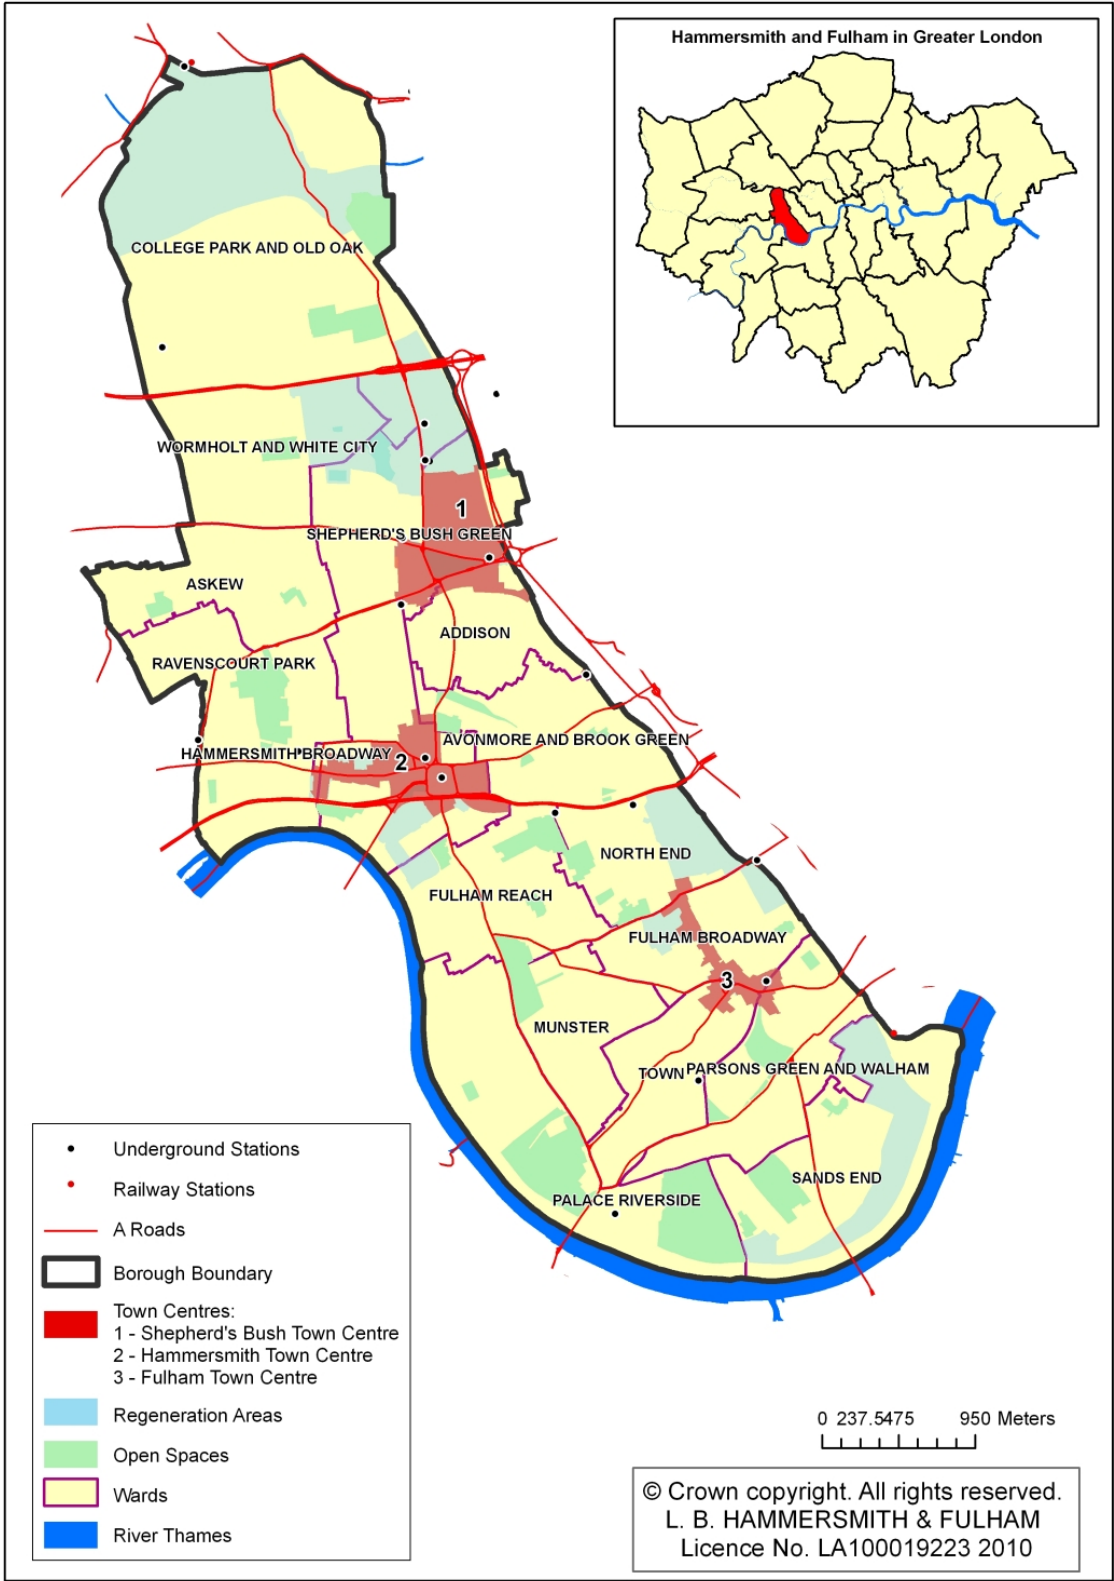 Hammersmith and Fulham in Greater London
COLLEGE PARK AND OLD OAK
WORMHOLT AND WHITE CITY
1
SHEPHERD'S BUSH GREEN
ASKEW
ADDISON
RAVENSCOURT PARK
HAMMERSMITH BROADWAY
2
AVONMORE AND BROOK GREEN
NORTH END
FULHAM REACH
FULHAM BROADWAY
3
MUNSTER
TOWN
PARSONS GREEN AND WALHAM
SANDS END
PALACE RIVERSIDE
Underground Stations
Railway Stations
A Roads
Borough Boundary
Town Centres:
1 - Shepherd's Bush Town Centre
2 - Hammersmith Town Centre
3 - Fulham Town Centre
Regeneration Areas
Open Spaces
Wards
River Thames
0 237.5475 950 Meters
© Crown copyright. All rights reserved.
L. B. HAMMERSMITH & FULHAM
Licence No. LA100019223 2010